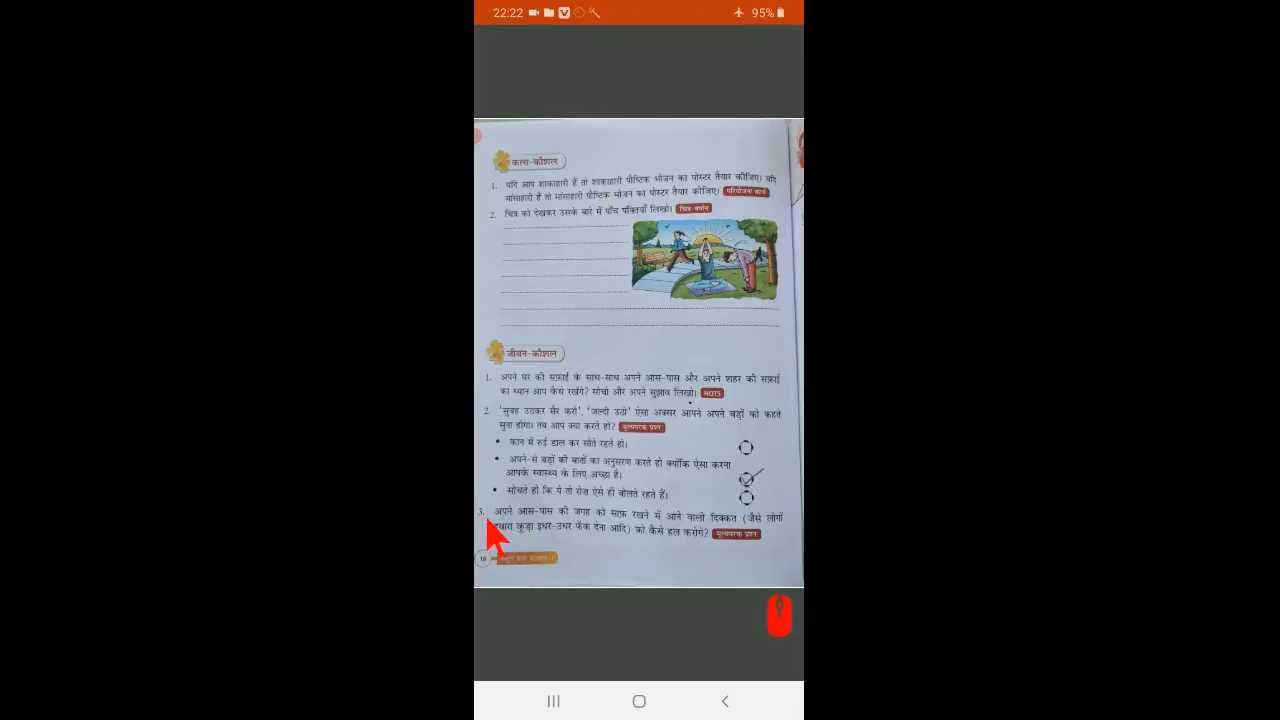 22:22
95%
कला-कौशल
1. यदि आप शाकाहारी हैं तो शाकाहारी पौष्टिक भोजन का पोस्टर तैयार कीजिए। यदि
मांसाहारी हैं तो मांसाहारी पौष्टिक भोजन का पोस्टर तैयार कीजिए। परियोजना कार्य
2. चित्र को देखकर उसके बारे में पाँच पंक्तियाँ लिखो। चित्र-वर्णन
जीवन-कौशल
1. अपने घर की सफ़ाई के साथ-साथ अपने आस-पास और अपने शहर की सफ़ाई
का ध्यान आप कैसे रखेंगे? सोचो और अपने सुझाव लिखो। HOTS
2. 'सुबह उठकर सैर करो', 'जल्दी उठो' ऐसा अक्सर आपने अपने बड़ों को कहते
सुना होगा। तब आप क्या करते हो? मूल्यपरक प्रश्न
• कान में रुई डाल कर सोते रहते हो।
• अपने-से बड़ों की बातों का अनुसरण करते हो क्योंकि ऐसा करना
आपके स्वास्थ्य के लिए अच्छा है।
• सोचते हो कि ये तो रोज़ ऐसे ही बोलते रहते हैं।
3. अपने आस-पास की जगह को साफ़ रखने में आने वाली दिक्कत (जैसे लोगों
द्वारा कूड़ा इधर-उधर फेंक देना आदि) को कैसे हल करोगे? मूल्यपरक प्रश्न
18